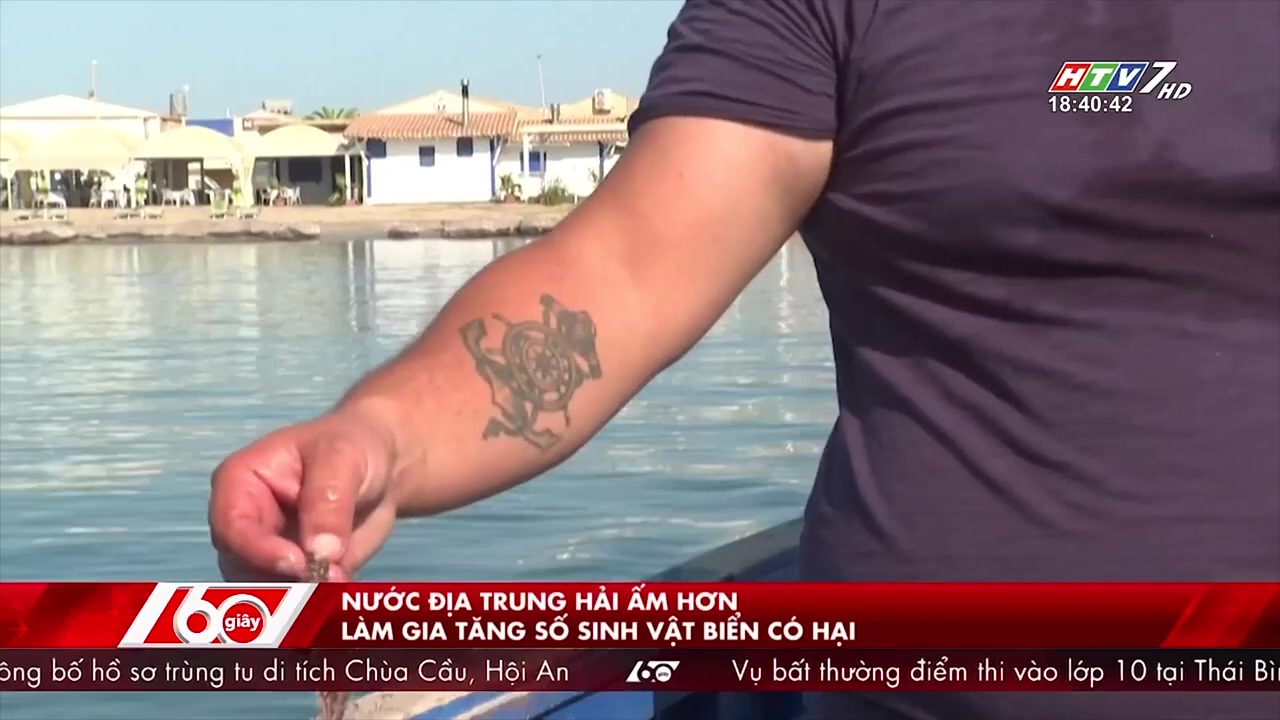 HTV7 HD
18:40:42
60 giây
NƯỚC ĐỊA TRUNG HẢI ẤM HƠN,
LÀM GIA TĂNG SỐ SINH VẬT BIỂN CÓ HẠI
ông bố hồ sơ trùng tu di tích Chùa Cầu, Hội An 60 giây Vụ bất thường điểm thi vào lớp 10 tại Thái Bì